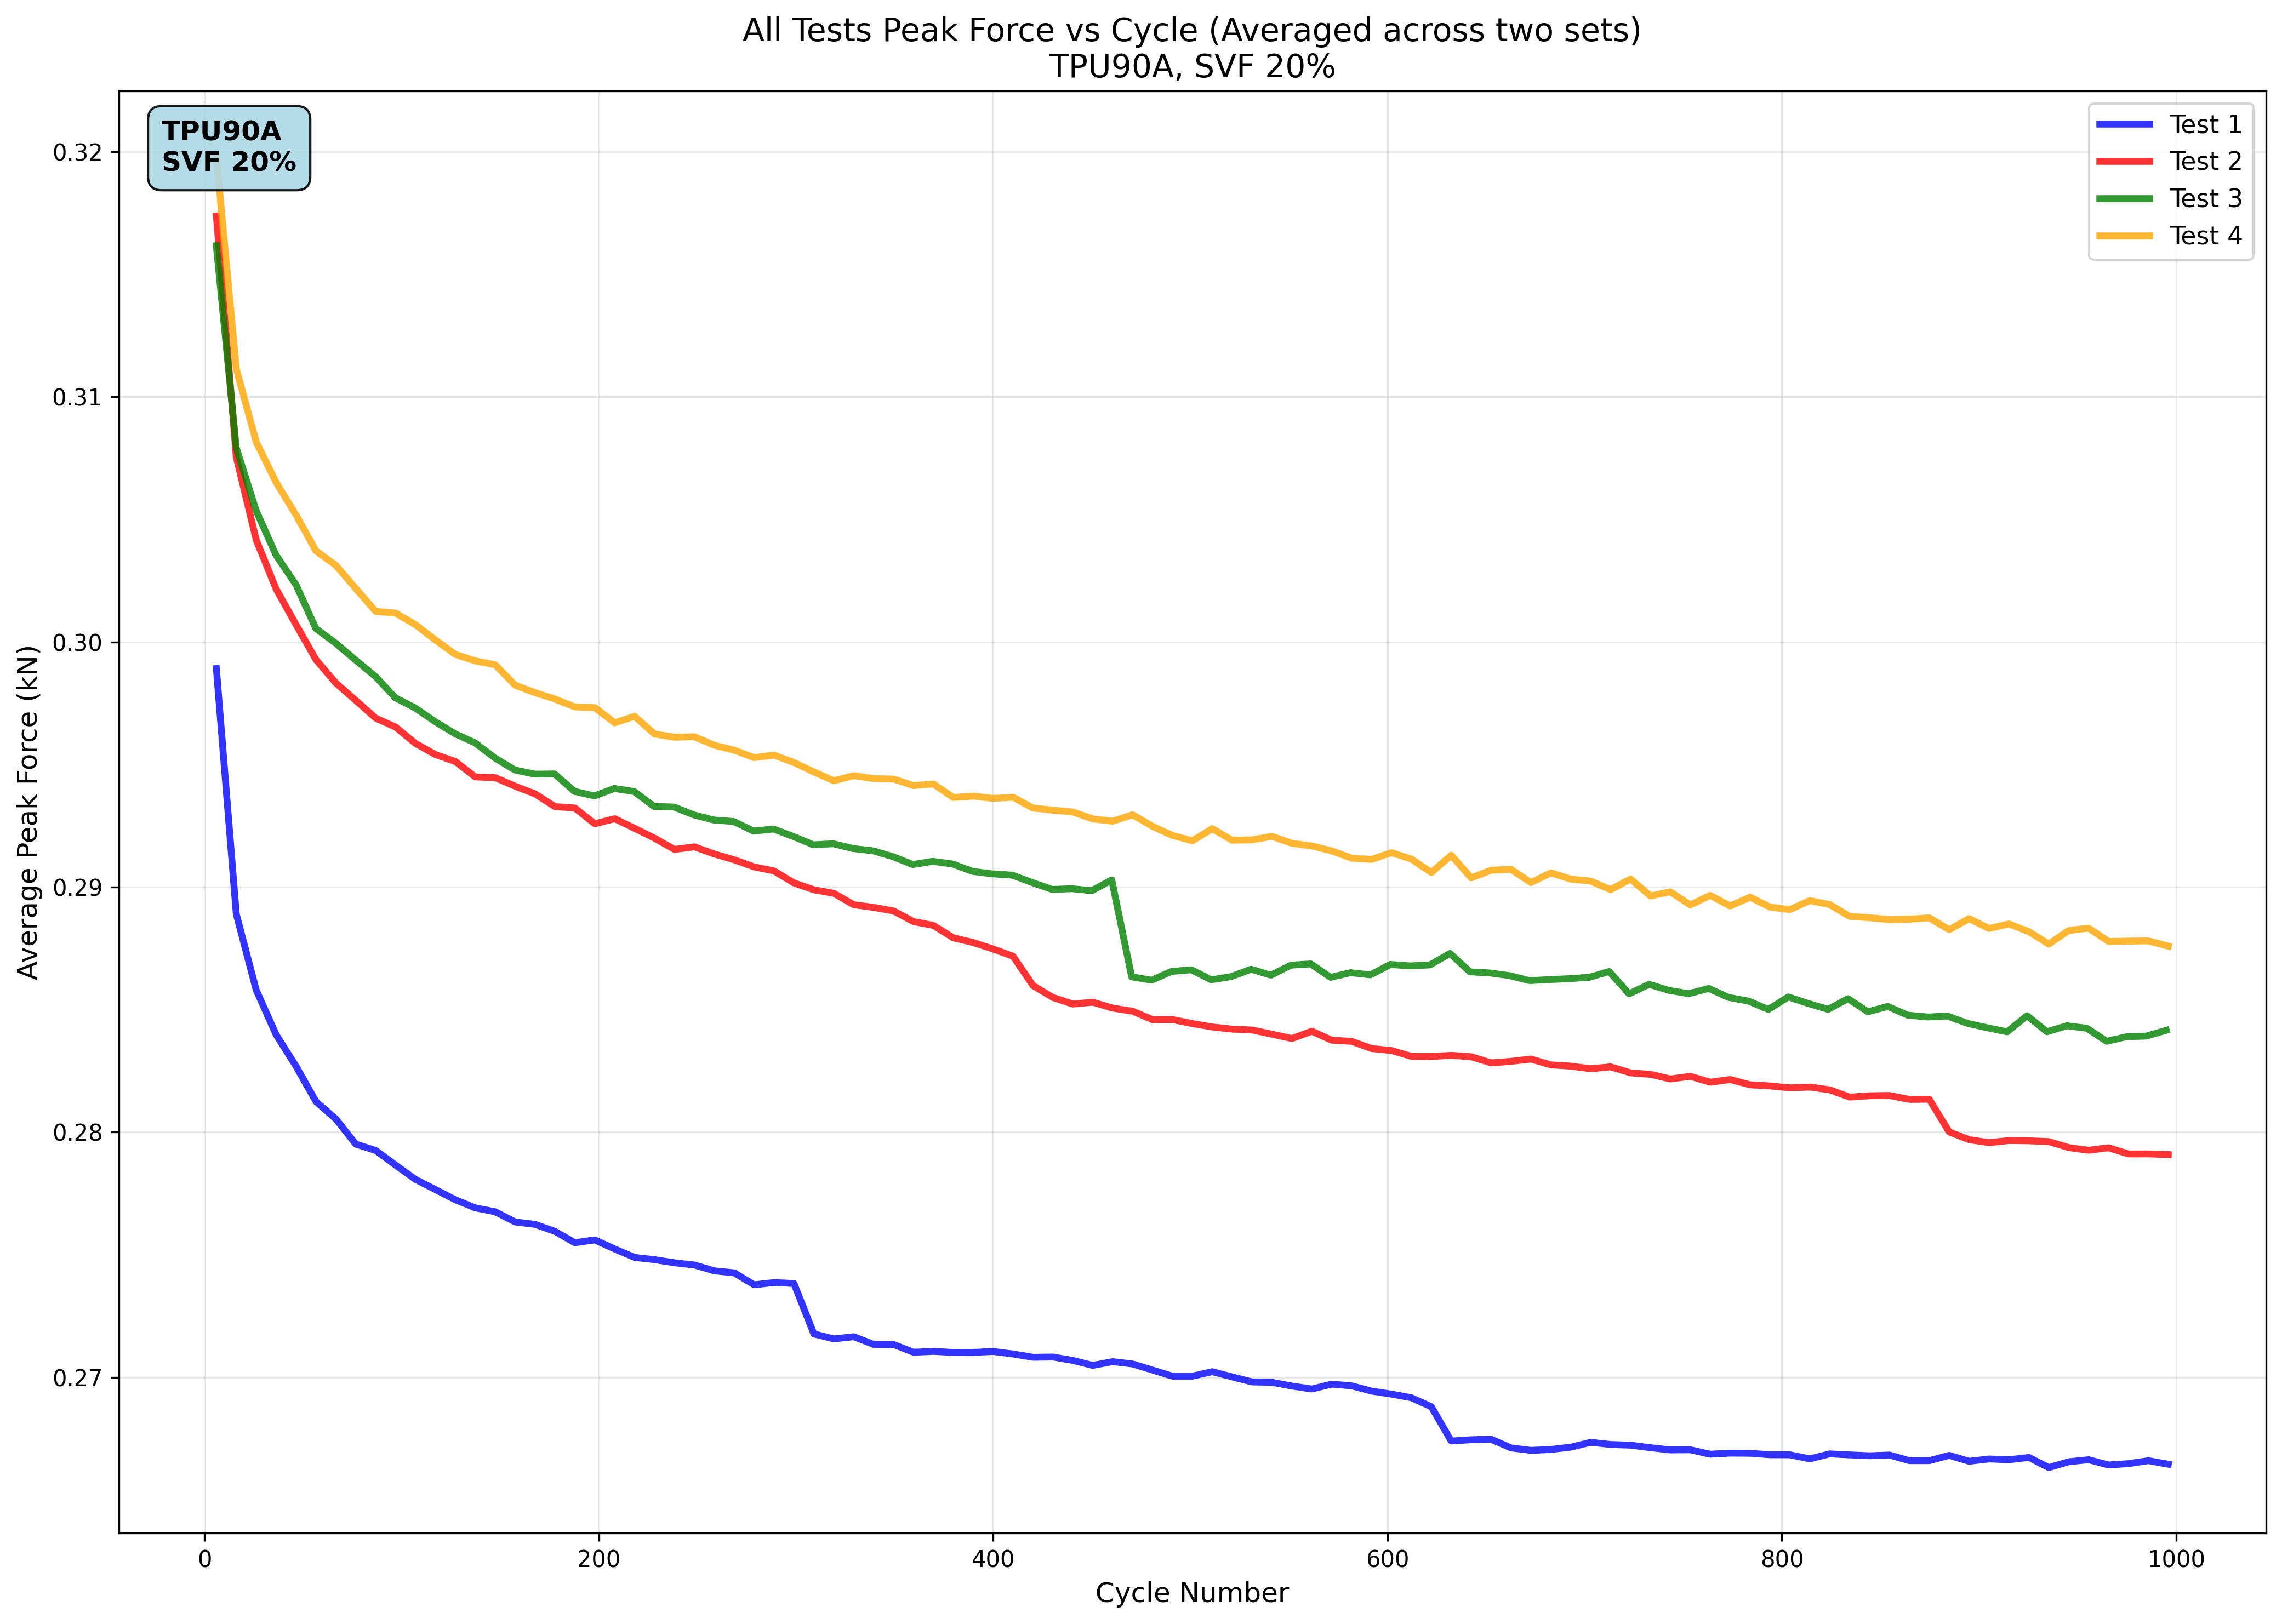 All Tests Peak Force vs Cycle (Averaged across two sets)
TPU90A, SVF 20%
TPU90A
SVF 20%
Test 1
Test 2
Test 3
Test 4
Average Peak Force (kN)
0.32
0.31
0.30
0.29
0.28
0.27
0
200
400
600
800
1000
Cycle Number